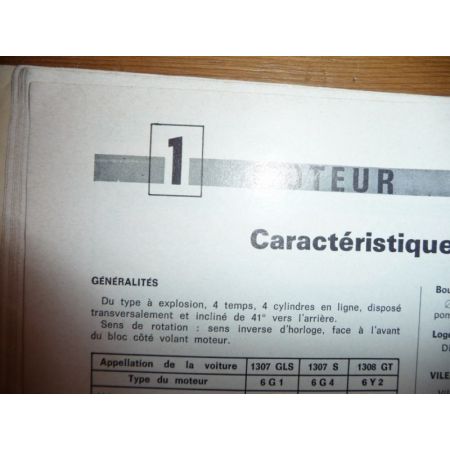 1 MOTEUR
Caractéristique
GÉNÉRALITÉS
Du type à explosion, 4 temps, 4 cylindres en ligne, disposé
transversalement et incliné de 41° vers l'arrière.
Sens de rotation : sens inverse d'horloge, face à l'avant
du bloc côté volant moteur.
Appellation de la voiture 1307 GLS 1307 S 1308 GT
Type du moteur 6 G 1 6 G 4 6 Y 2
Bou
pom
Loge
VILE